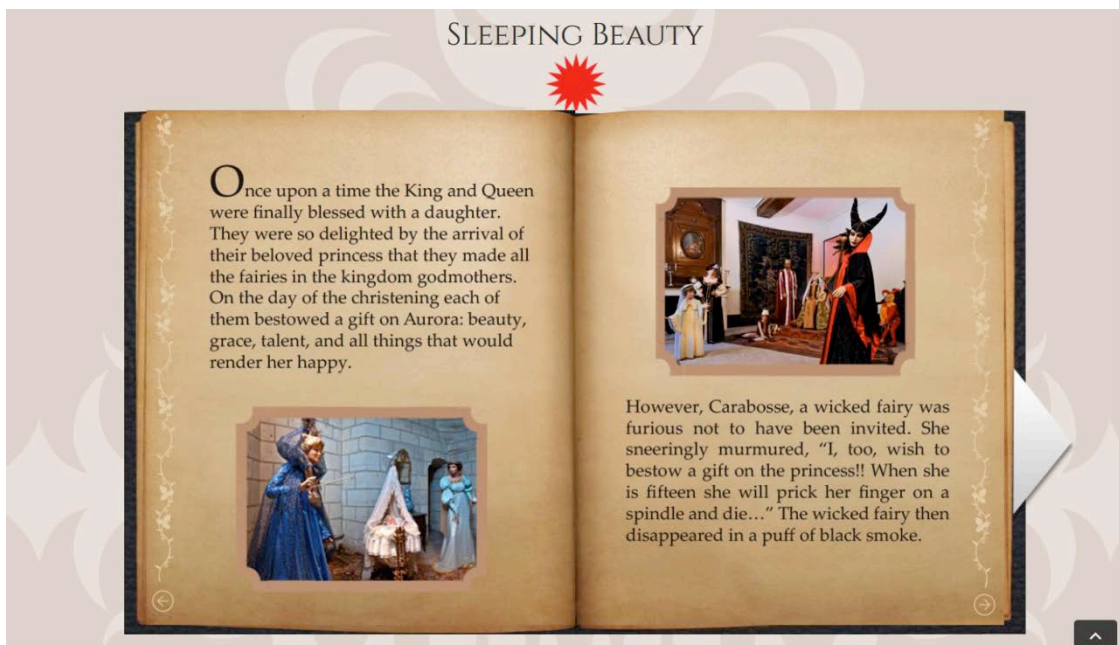 SLEEPING BEAUTY
Once upon a time the King and Queen
were finally blessed with a daughter.
They were so delighted by the arrival of
their beloved princess that they made all
the fairies in the kingdom godmothers.
On the day of the christening each of
them bestowed a gift on Aurora: beauty,
grace, talent, and all things that would
render her happy.
However, Carabosse, a wicked fairy was
furious not to have been invited. She
sneeringly murmured, “I, too, wish to
bestow a gift on the princess!! When she
is fifteen she will prick her finger on a
spindle and die…” The wicked fairy then
disappeared in a puff of black smoke.